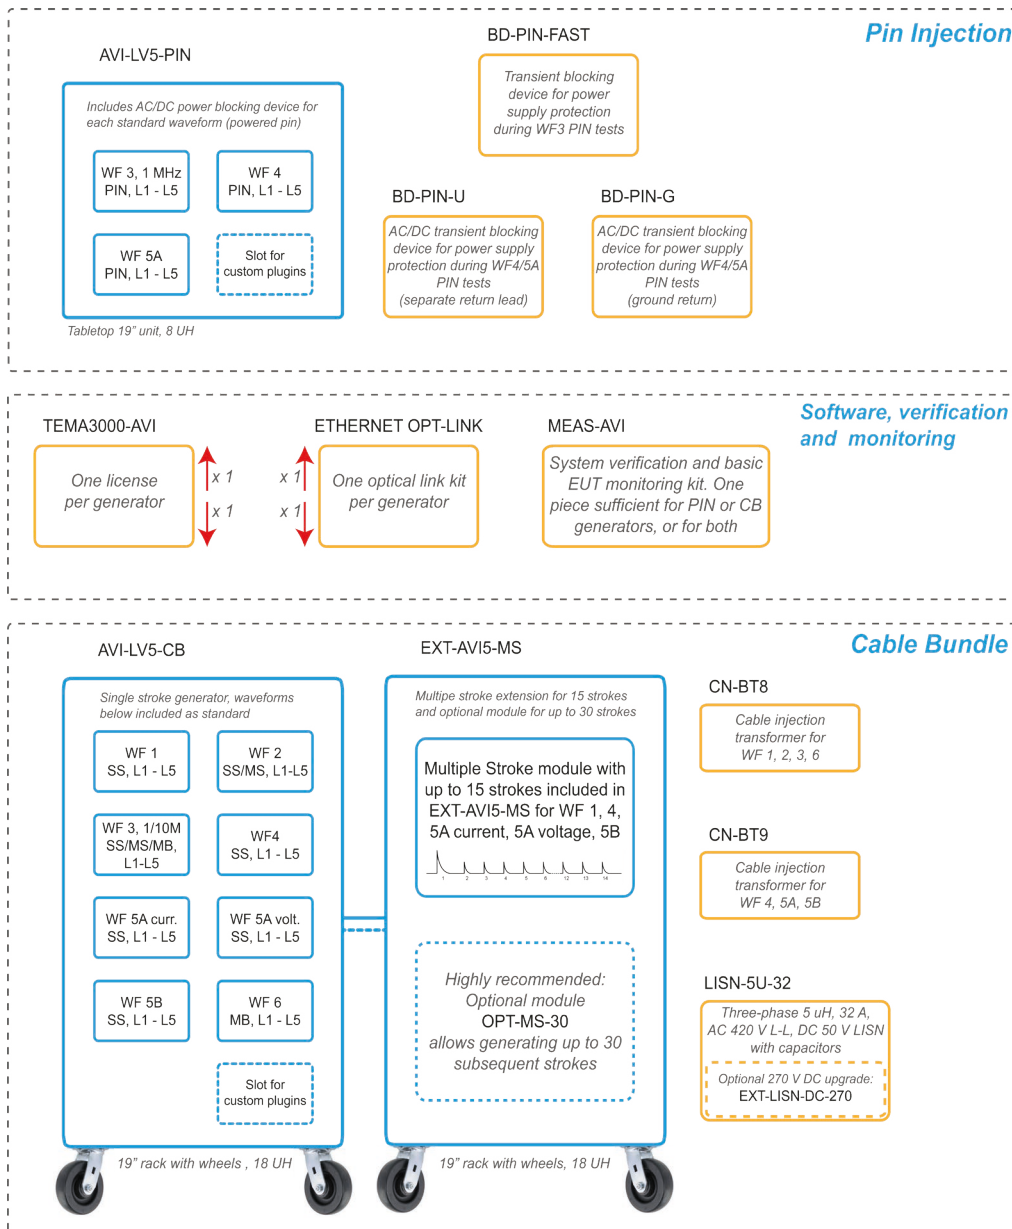 Pin Injection
AVI-LV5-PIN
Includes AC/DC power blocking device for
each standard waveform (powered pin)
WF 3, 1 MHz
PIN, L1 - L5
WF 4
PIN, L1 - L5
WF 5A
PIN, L1 - L5
Slot for
custom plugins
Tabletop 19” unit, 8 UH
BD-PIN-FAST
Transient blocking
device for power
supply protection
during WF3 PIN tests
BD-PIN-U
AC/DC transient blocking
device for power supply
protection during WF4/5A
PIN tests
(separate return lead)
BD-PIN-G
AC/DC transient blocking
device for power supply
protection during WF4/5A
PIN tests
(ground return)
Software, verification
and monitoring
TEMA3000-AVI
One license
per generator
x 1
x 1
ETHERNET OPT-LINK
x 1
x 1
One optical link kit
per generator
MEAS-AVI
System verification and basic
EUT monitoring kit. One
piece sufficient for PIN or CB
generators, or for both
Cable Bundle
AVI-LV5-CB
Single stroke generator, waveforms
below included as standard
WF 1
SS, L1 - L5
WF 2
SS/MS, L1-L5
WF 3, 1/10M
SS/MS/MB,
L1-L5
WF4
SS, L1 - L5
WF 5A curr.
SS, L1 - L5
WF 5A volt.
SS, L1 - L5
WF 5B
SS, L1 - L5
WF 6
MB, L1 - L5
Slot for
custom plugins
19” rack with wheels , 18 UH
EXT-AVI5-MS
Multipe stroke extension for 15 strokes
and optional module for up to 30 strokes
Multiple Stroke module with
up to 15 strokes included in
EXT-AVI5-MS for WF 1, 4,
5A current, 5A voltage, 5B
1 2 3 4 5 6 12 13 14
Highly recommended:
Optional module
OPT-MS-30
allows generating up to 30
subsequent strokes
19” rack with wheels, 18 UH
CN-BT8
Cable injection
transformer for
WF 1, 2, 3, 6
CN-BT9
Cable injection
transformer for
WF 4, 5A, 5B
LISN-5U-32
Three-phase 5 uH, 32 A,
AC 420 V L-L, DC 50 V LISN
with capacitors
Optional 270 V DC upgrade:
EXT-LISN-DC-270